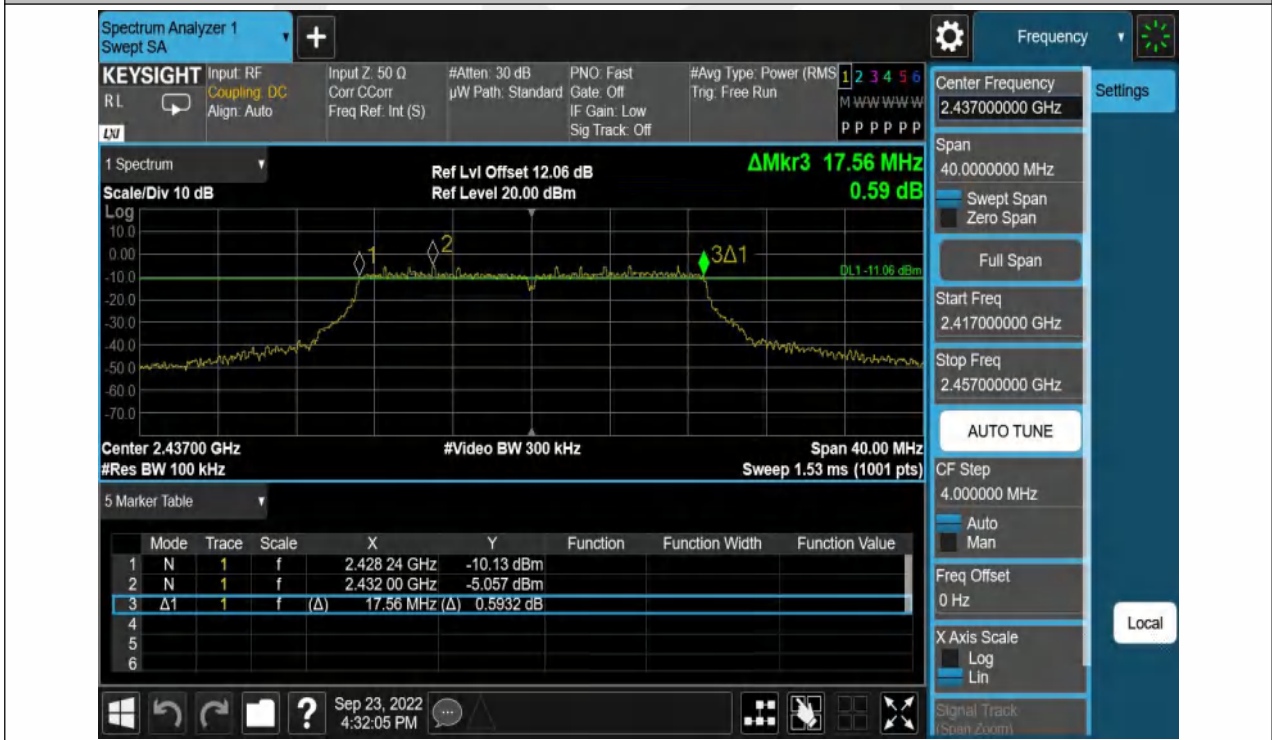 Spectrum Analyzer 1
Swept SA
+
Frequency
KEYSIGHT
RL
LXI
Input: RF
Coupling: DC
Align: Auto
Input Z: 50 Ω
Corr CCorr
Freq Ref: Int (S)
#Atten: 30 dB
µW Path: Standard
PNO: Fast
Gate: Off
IF Gain: Low
Sig Track: Off
#Avg Type: Power (RMS
Trig: Free Run
1 2 3 4 5 6
M W W W W W
P P P P P P
1 Spectrum
Scale/Div 10 dB
Ref Lvl Offset 12.06 dB
Ref Level 20.00 dBm
ΔMkr3 17.56 MHz
0.59 dB
Log
10.0
0.00
-10.0
-20.0
-30.0
-40.0
-50.0
-60.0
-70.0
1
2
3Δ1
DL1 -11.06 dBm
Center 2.43700 GHz
#Video BW 300 kHz
Span 40.00 MHz
#Res BW 100 kHz
Sweep 1.53 ms (1001 pts)
5 Marker Table
Mode Trace Scale X Y Function Function Width Function Value
1 N 1 f 2.428 24 GHz -10.13 dBm
2 N 1 f 2.432 00 GHz -5.057 dBm
3 Δ1 1 f (Δ) 17.56 MHz (Δ) 0.5932 dB
4
5
6
Sep 23, 2022
4:32:05 PM
Center Frequency
2.437000000 GHz
Settings
Span
40.0000000 MHz
Swept Span
Zero Span
Full Span
Start Freq
2.417000000 GHz
Stop Freq
2.457000000 GHz
AUTO TUNE
CF Step
4.000000 MHz
Auto
Man
Freq Offset
0 Hz
X Axis Scale
Log
Lin
Local
Signal Track
(Span Zoom)